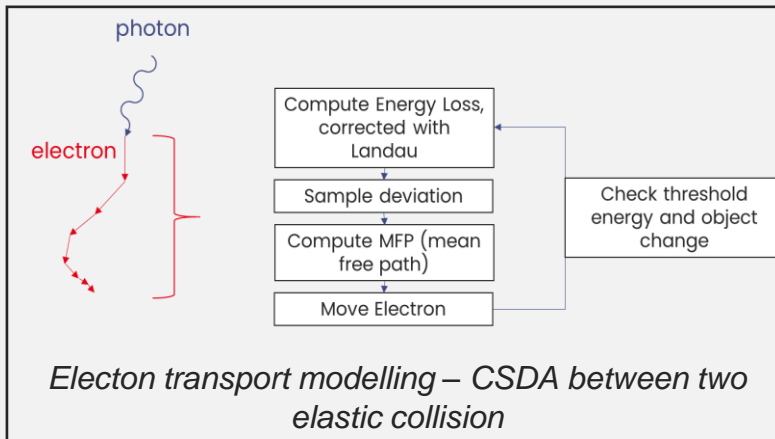 photon
electron
Compute Energy Loss,
corrected with
Landau
Sample deviation
Compute MFP (mean
free path)
Move Electron
Check threshold
energy and object
change
Electon transport modelling – CSDA between two
elastic collision